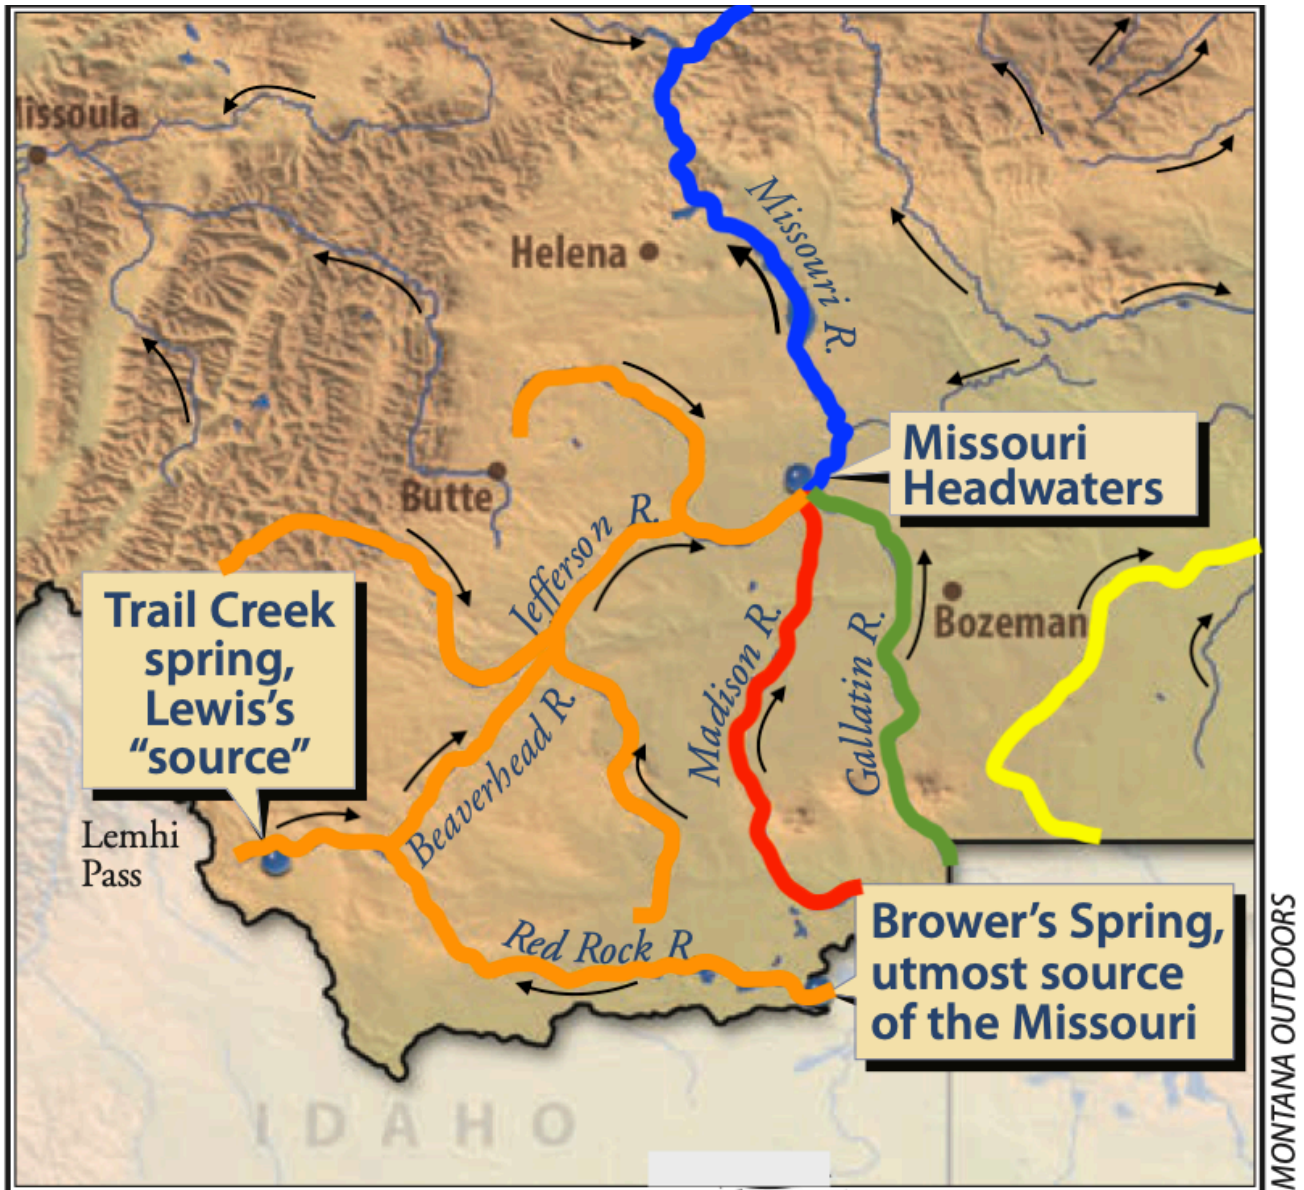 lissoula
Helena
Missouri R.
Missouri
Headwaters
Butte
Jefferson R.
Trail Creek
spring,
Lewis's
"source"
Bozeman
Madison R.
Gallatin R.
Beaverhead R.
Lemhi
Pass
Red Rock R
Brower's Spring,
utmost source
of the Missouri
IDAHO
MONTANA OUTDOORS